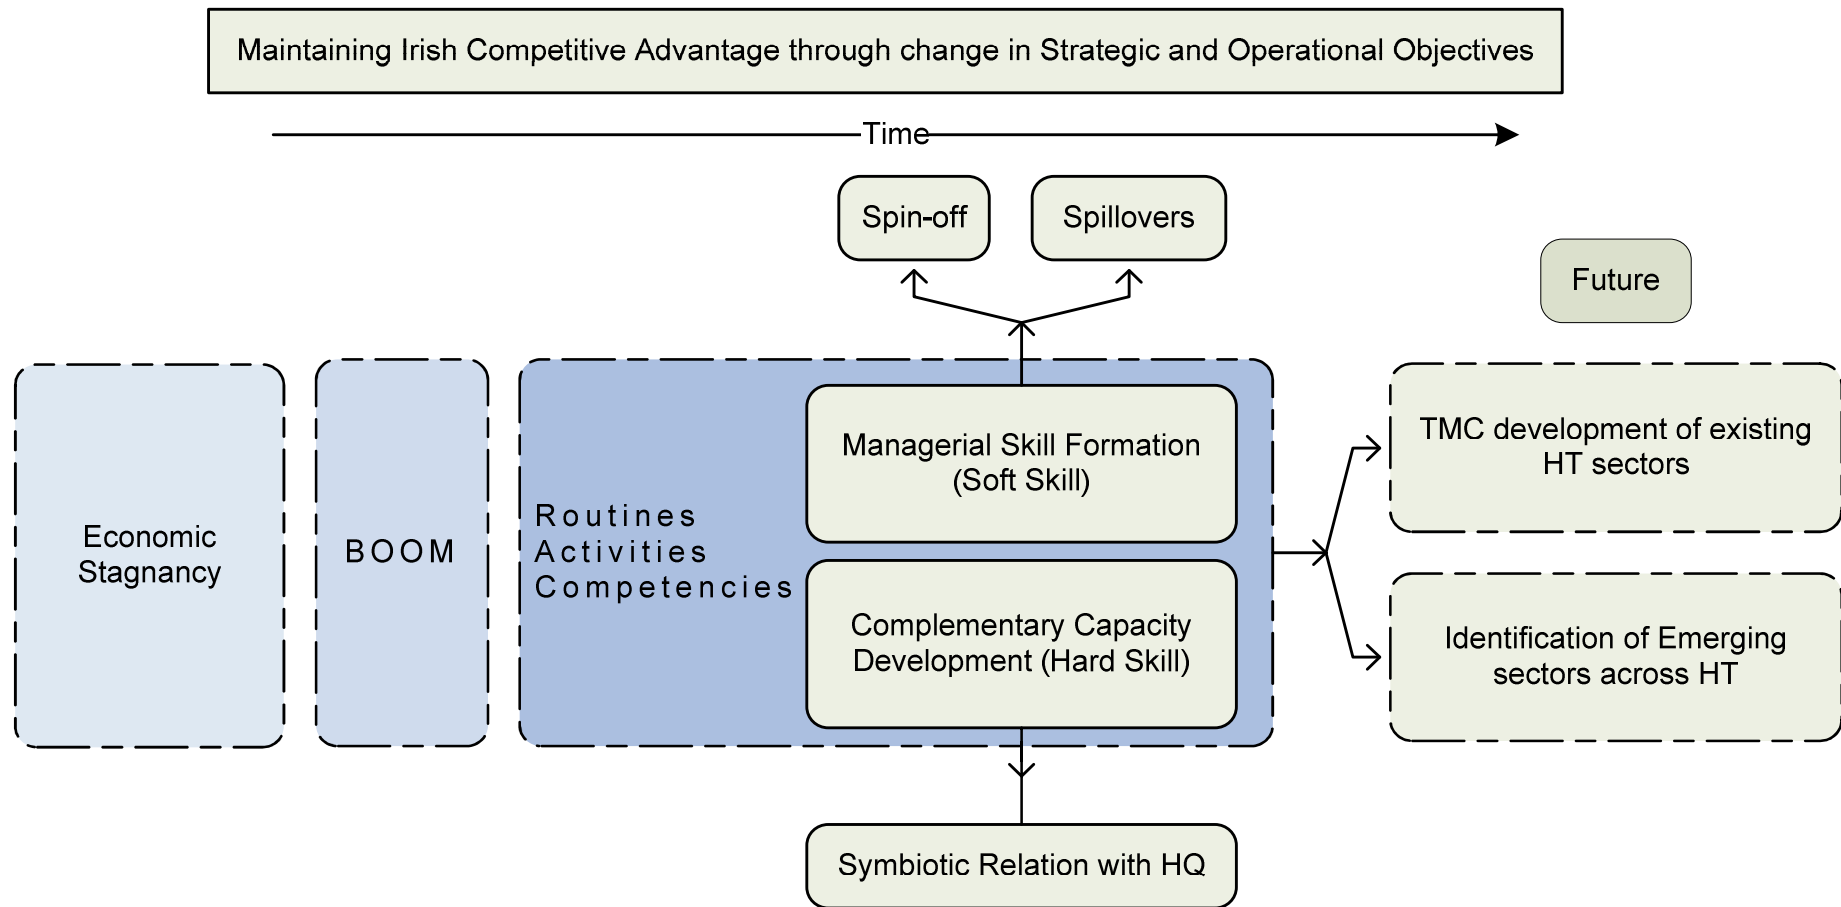 Maintaining Irish Competitive Advantage through change in Strategic and Operational Objectives
Time
Spin-off
Spillovers
Future
Economic
Stagnancy
BOOM
Routines
Activities
Competencies
Managerial Skill Formation
(Soft Skill)
Complementary Capacity
Development (Hard Skill)
TMC development of existing
HT sectors
Identification of Emerging
sectors across HT
Symbiotic Relation with HQ